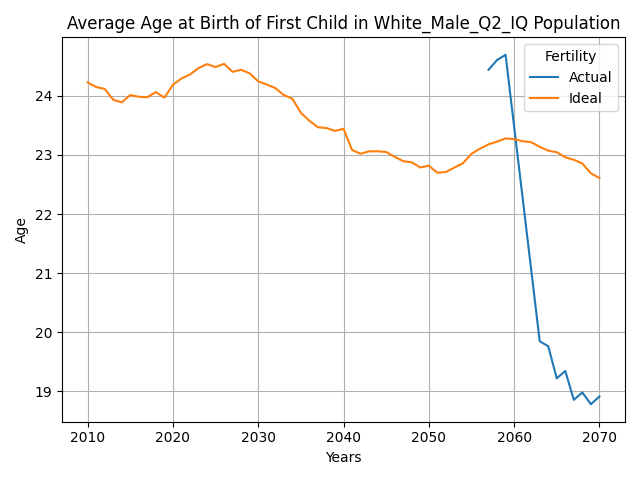 Average Age at Birth of First Child in White_Male_Q2_IQ Population
Fertility
Actual
Ideal
Age
24
23
22
21
20
19
2010 2020 2030 2040 2050 2060 2070
Years